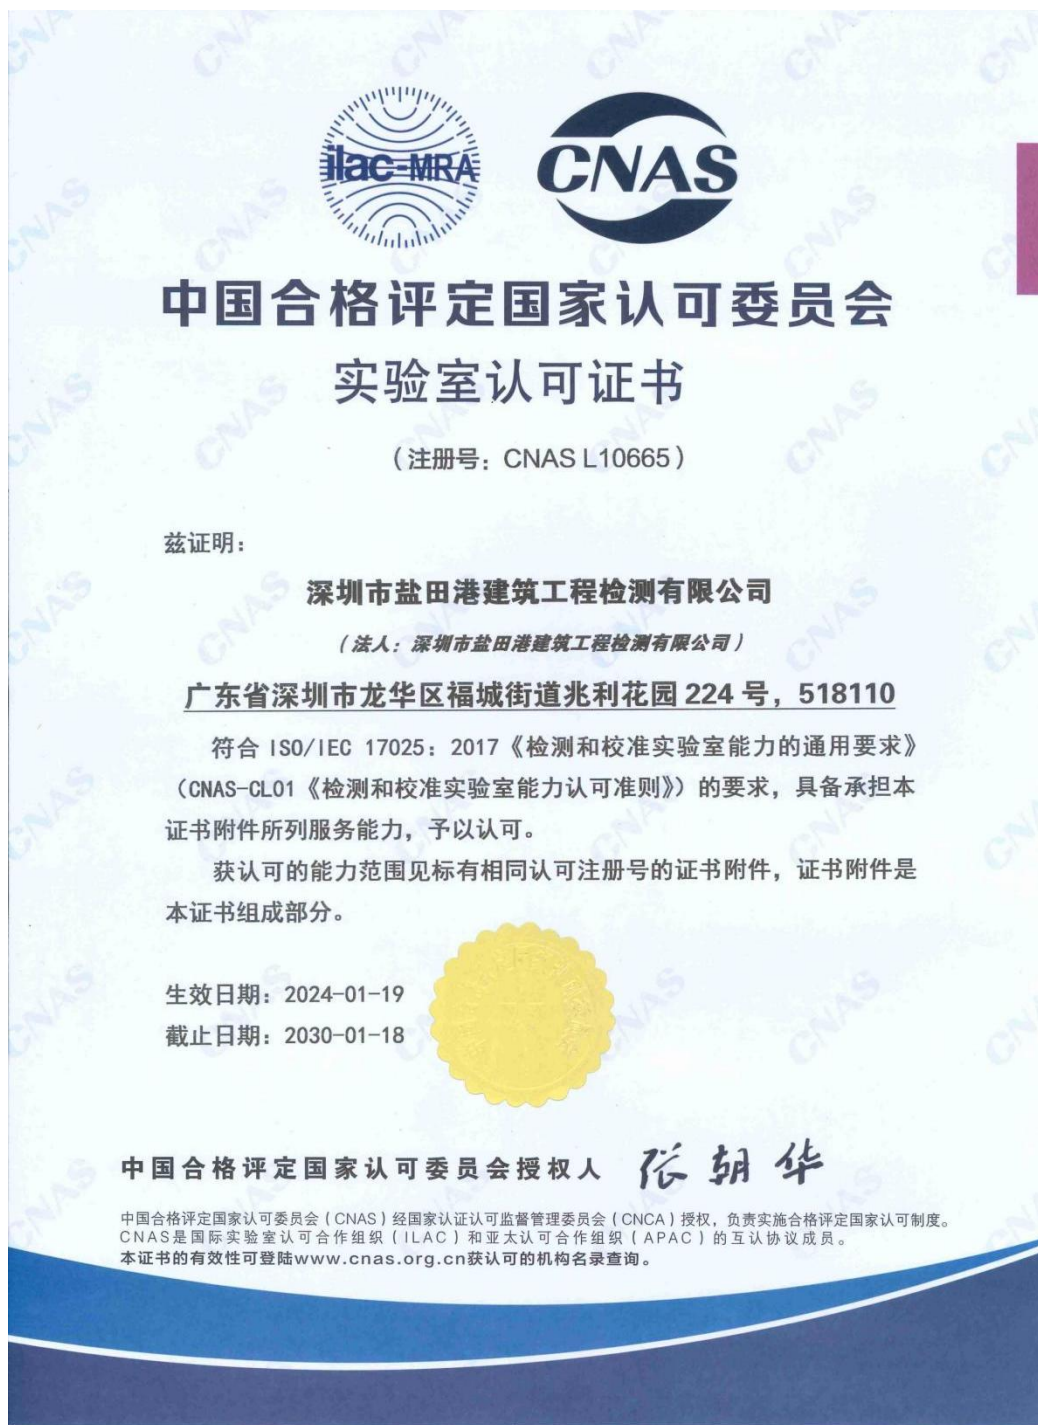 ilac-MRA
CNAS
中国合格评定国家认可委员会
实验室认可证书
（注册号：CNAS L10665）
兹证明：
深圳市盐田港建筑工程检测有限公司
（法人：深圳市盐田港建筑工程检测有限公司）
广东省深圳市龙华区福城街道兆利花园 224 号，518110
符合 ISO/IEC 17025：2017《检测和校准实验室能力的通用要求》
（CNAS-CL01《检测和校准实验室能力认可准则》）的要求，具备承担本
证书附件所列服务能力，予以认可。
获认可的能力范围见标有相同认可注册号的证书附件，证书附件是
本证书组成部分。
生效日期：2024-01-19
截止日期：2030-01-18
中国合格评定国家认可委员会授权人 张朝华
中国合格评定国家认可委员会（CNAS）经国家认证认可监督管理委员会（CNCA）授权，负责实施合格评定国家认可制度。
CNAS是国际实验室认可合作组织（ILAC）和亚太认可合作组织（APAC）的互认协议成员。
本证书的有效性可登陆www.cnas.org.cn获认可的机构名录查询。